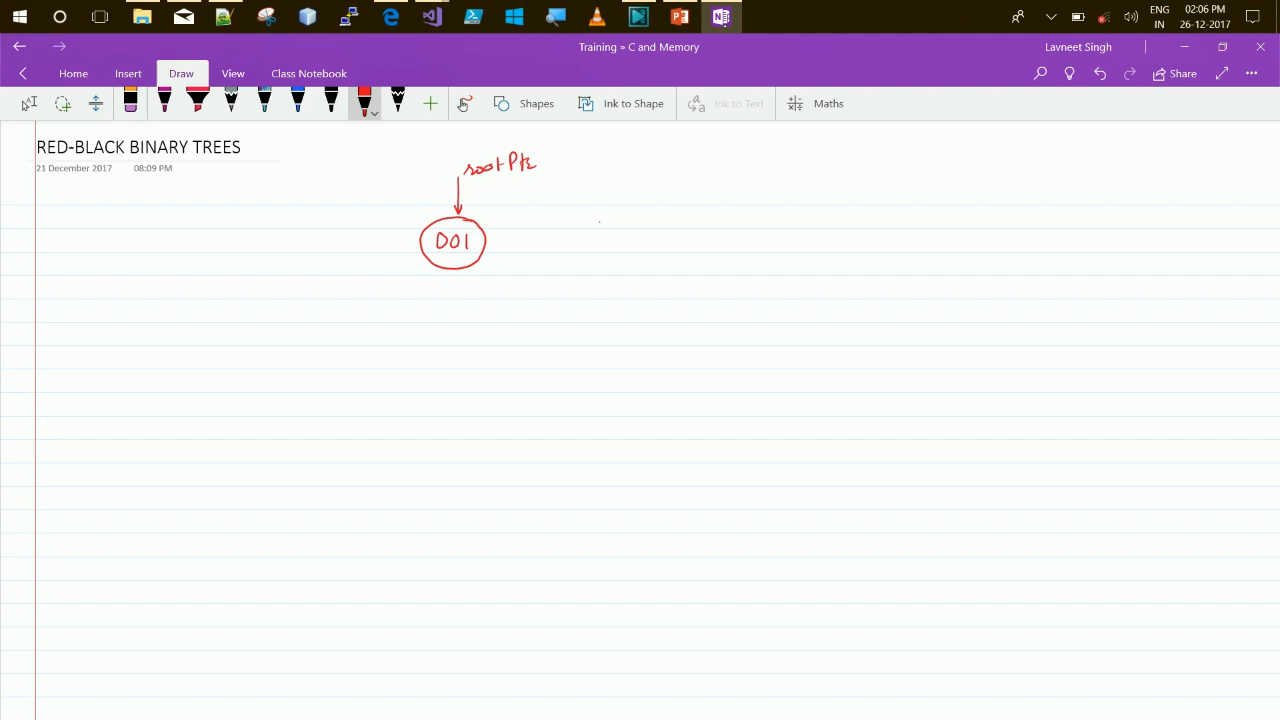 ENG
IN
02:06 PM
26-12-2017
Training » C and Memory
Lavneet Singh
Home Insert Draw View Class Notebook
Share
Shapes
Ink to Shape
Ink to Text
Maths
RED-BLACK BINARY TREES
21 December 2017 08:09 PM
rootPtr
001